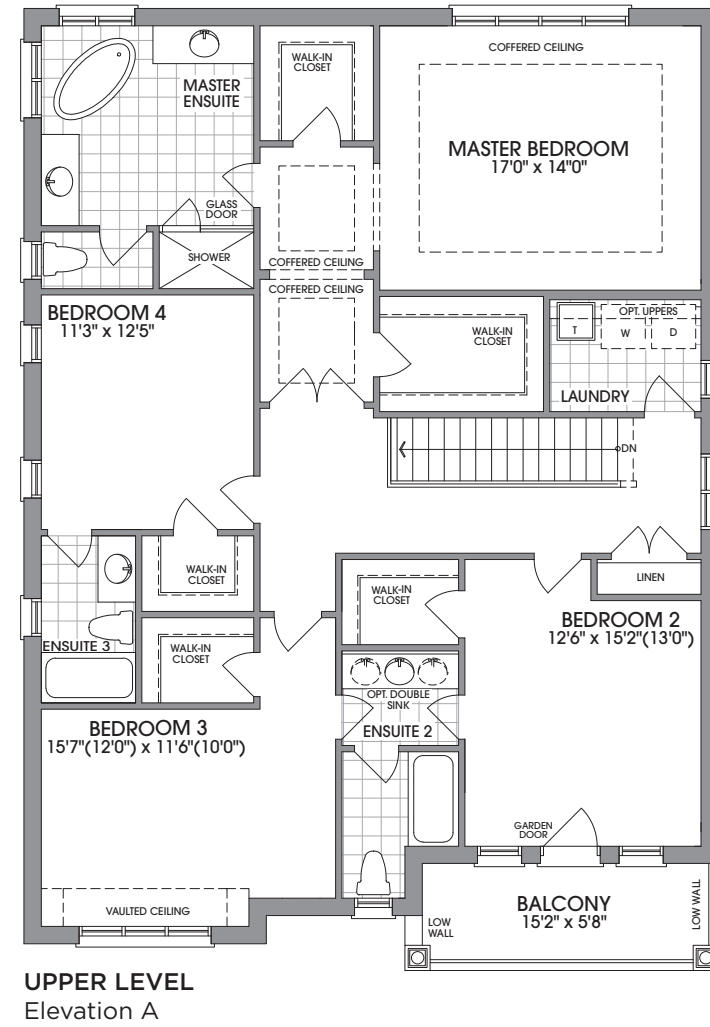 COFFERED CEILING
WALK-IN
CLOSET
MASTER
ENSUITE
MASTER BEDROOM
17'0" x 14"0"
GLASS
DOOR
SHOWER
COFFERED CEILING
COFFERED CEILING
BEDROOM 4
11'3" x 12'5"
WALK-IN
CLOSET
OPT. UPPERS
T
W
D
LAUNDRY
DN
WALK-IN
CLOSET
LINEN
WALK-IN
CLOSET
BEDROOM 2
12'6" x 15'2"(13'0")
ENSUITE 3
WALK-IN
CLOSET
OPT. DOUBLE
SINK
ENSUITE 2
BEDROOM 3
15'7"(12'0") x 11'6"(10'0")
GARDEN
DOOR
VAULTED CEILING
BALCONY
15'2" x 5'8"
LOW
WALL
LOW WALL
UPPER LEVEL
Elevation A